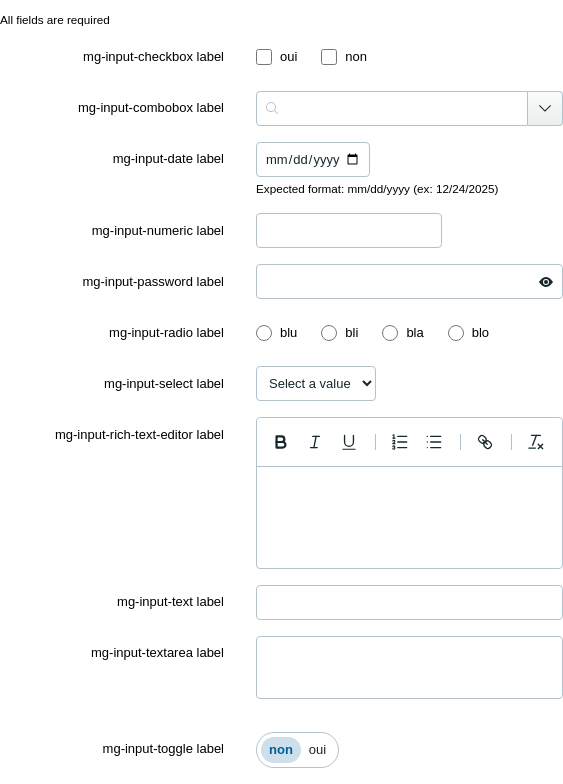 All fields are required
mg-input-checkbox label oui non
mg-input-combobox label
mg-input-date label mm/dd/yyyy
Expected format: mm/dd/yyyy (ex: 12/24/2025)
mg-input-numeric label
mg-input-password label
mg-input-radio label blu bli bla blo
mg-input-select label Select a value
mg-input-rich-text-editor label
mg-input-text label
mg-input-textarea label
mg-input-toggle label non oui